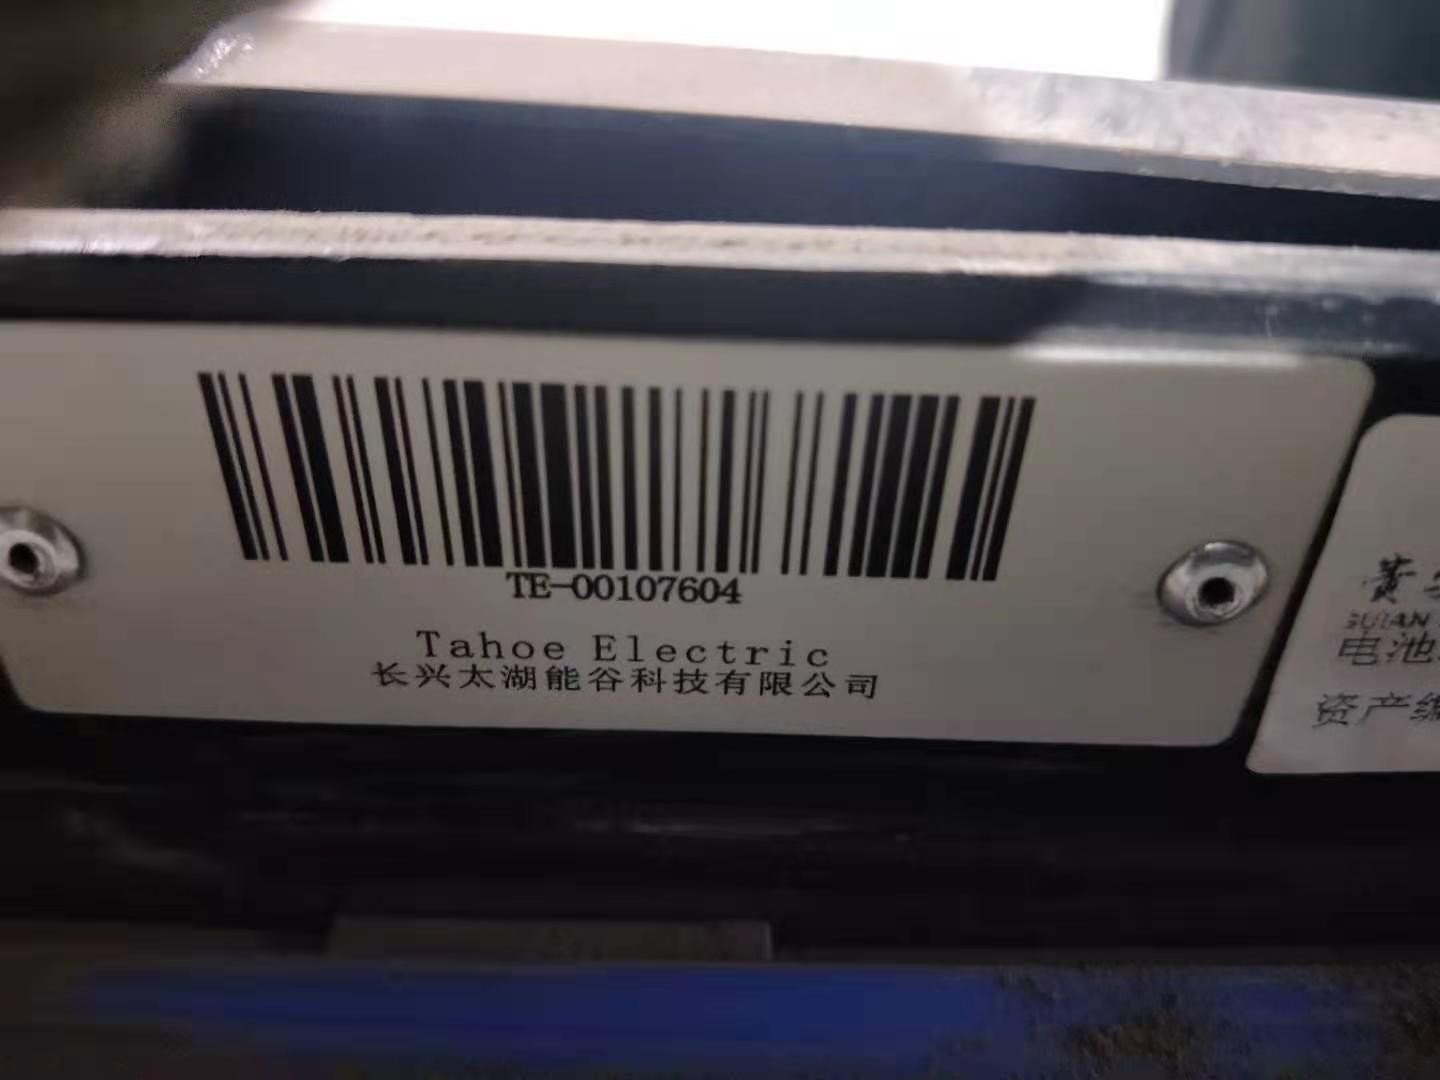 TE-00107604
Tahoe Electric
长兴太湖能谷科技有限公司
电池
资产编